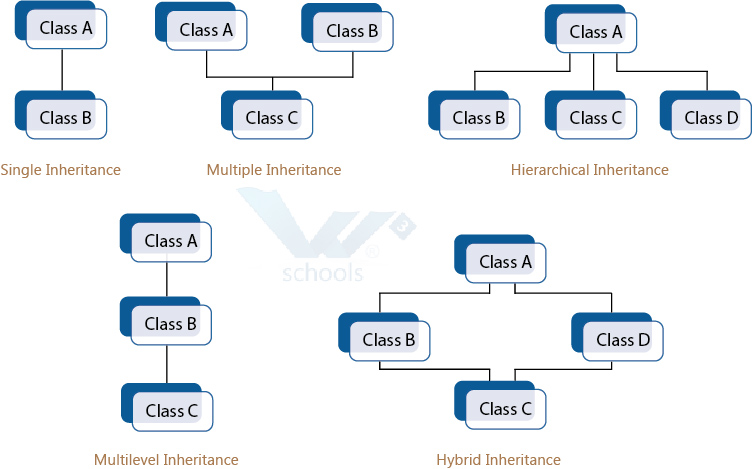 Class A
Class B
Single Inheritance
Class A
Class B
Class C
Multiple Inheritance
Class A
Class B
Class C
Class D
Hierarchical Inheritance
Class A
Class B
Class C
Multilevel Inheritance
W3
schools
®
Class A
Class B
Class D
Class C
Hybrid Inheritance